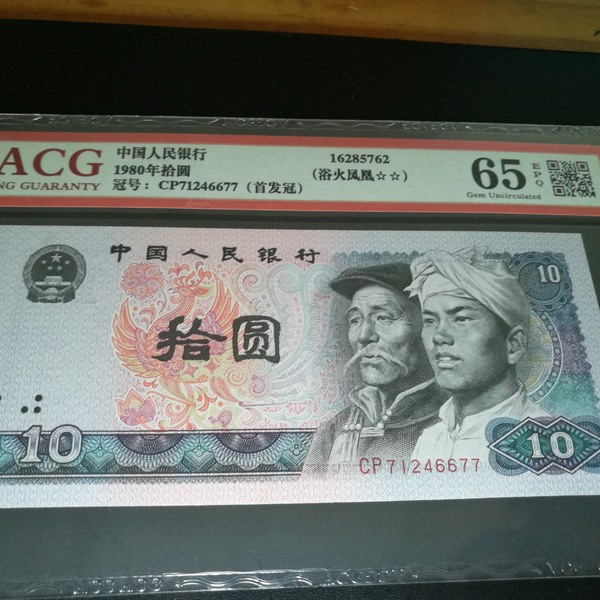 ACG
NG GUARANTY
中国人民银行
1980年拾圆
冠号：CP71246677（首发冠）
16285762
（浴火凤凰☆☆）
65
EPQ
Gem Uncirculated
中国人民银行
10
拾圆
10
10
CP71246677